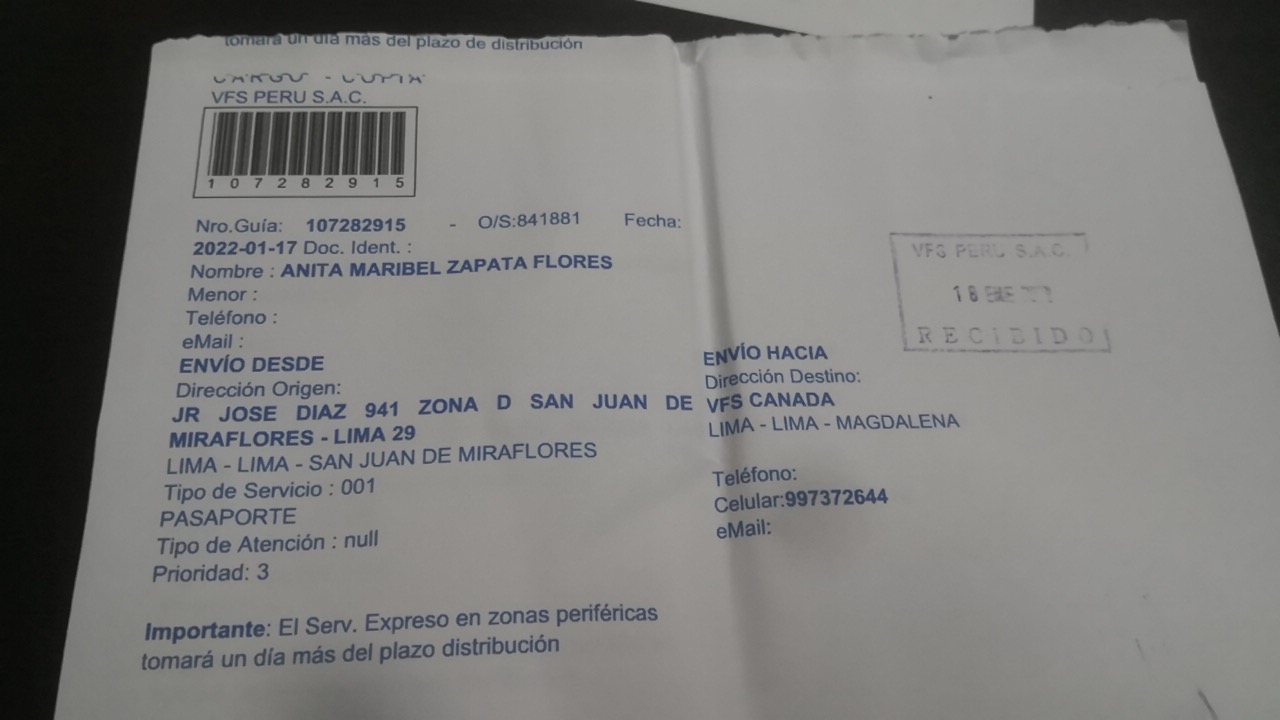 tomará un día más del plazo de distribución
CARGO - LUMA
VFS PERU S.A.C.
107282915
Nro.Guía: 107282915 - O/S:841881 Fecha:
2022-01-17 Doc. Ident. :
Nombre : ANITA MARIBEL ZAPATA FLORES
Menor :
Teléfono :
eMail :
ENVÍO DESDE
Dirección Origen:
JR JOSE DIAZ 941 ZONA D SAN JUAN DE
MIRAFLORES - LIMA 29
LIMA - LIMA - SAN JUAN DE MIRAFLORES
Tipo de Servicio : 001
PASAPORTE
Tipo de Atención : null
Prioridad: 3
ENVÍO HACIA
Dirección Destino:
VFS CANADA
LIMA - LIMA - MAGDALENA
Teléfono:
Celular:997372644
eMail:
VFS PERU S.A.C.
18 ENE
RECIBIDO
Importante: El Serv. Expreso en zonas periféricas
tomará un día más del plazo distribución